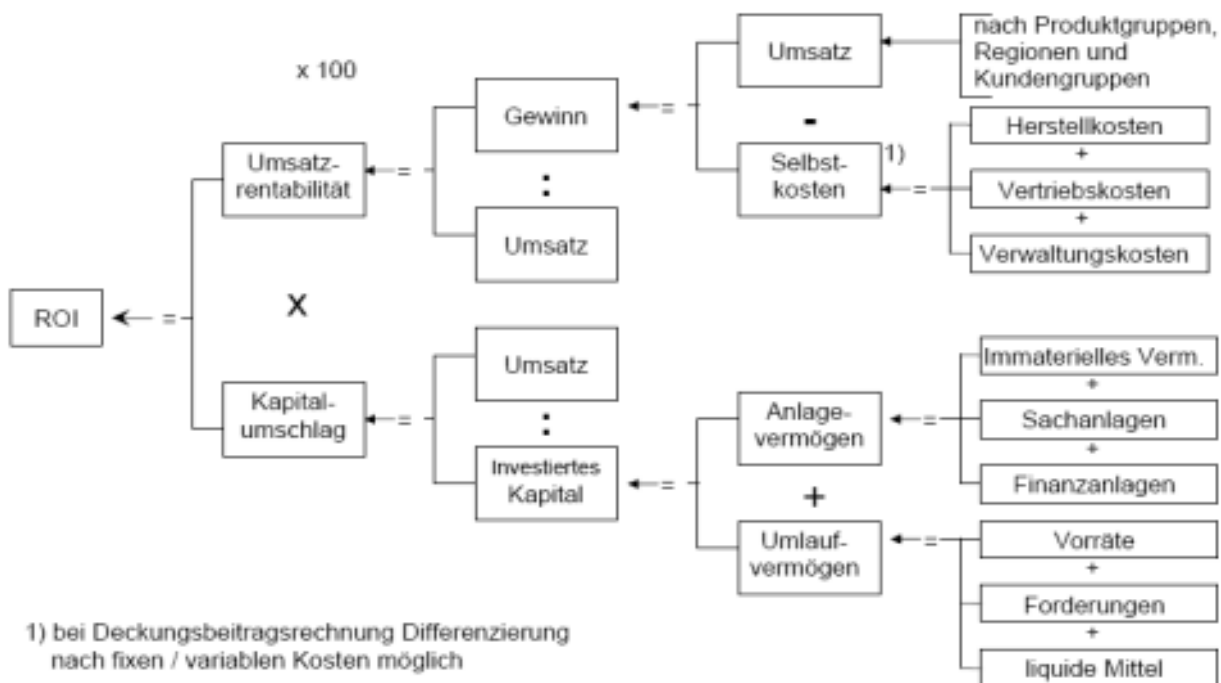 x 100
ROI
=
Umsatz-
rentabilität
X
Kapital-
umschlag
=
Gewinn
:
Umsatz
=
Umsatz
:
Investiertes
Kapital
=
Umsatz
-
Selbst-
kosten
1)
nach Produktgruppen,
Regionen und
Kundengruppen
=
Herstellkosten
+
Vertriebskosten
+
Verwaltungskosten
=
Anlage-
vermögen
+
Umlauf-
vermögen
=
Immaterielles Verm.
+
Sachanlagen
+
Finanzanlagen
=
Vorräte
+
Forderungen
+
liquide Mittel
1) bei Deckungsbeitragsrechnung Differenzierung
nach fixen / variablen Kosten möglich